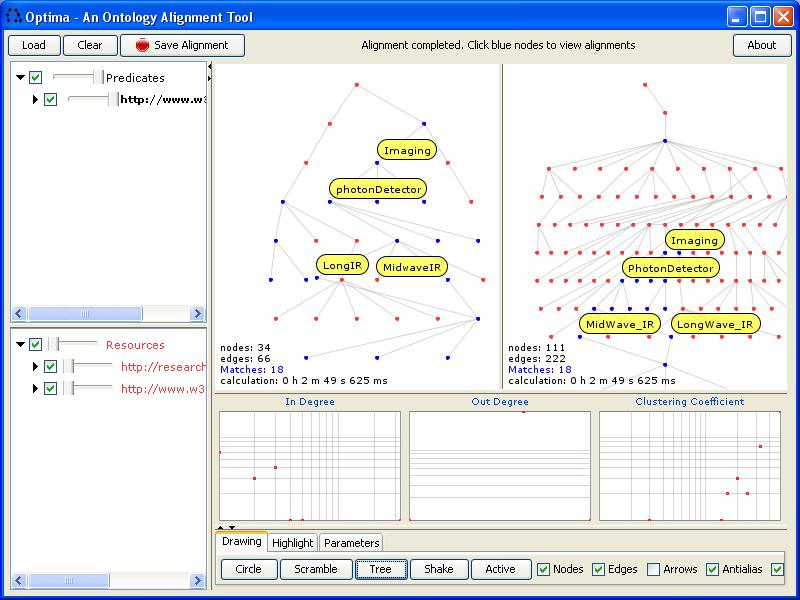 Optima - An Ontology Alignment Tool
Load Clear Save Alignment Alignment completed. Click blue nodes to view alignments About
Predicates
http://www.w3
Resources
http://research
http://www.w3
Imaging
photonDetector
LongIR MidwaveIR
nodes: 34
edges: 66
Matches: 18
calculation: 0 h 2 m 49 s 625 ms
Imaging
PhotonDetector
MidWave_IR LongWave_IR
nodes: 111
edges: 222
Matches: 18
calculation: 0 h 2 m 49 s 625 ms
In Degree Out Degree Clustering Coefficient
Drawing Highlight Parameters
Circle Scramble Tree Shake Active Nodes Edges Arrows Antialias